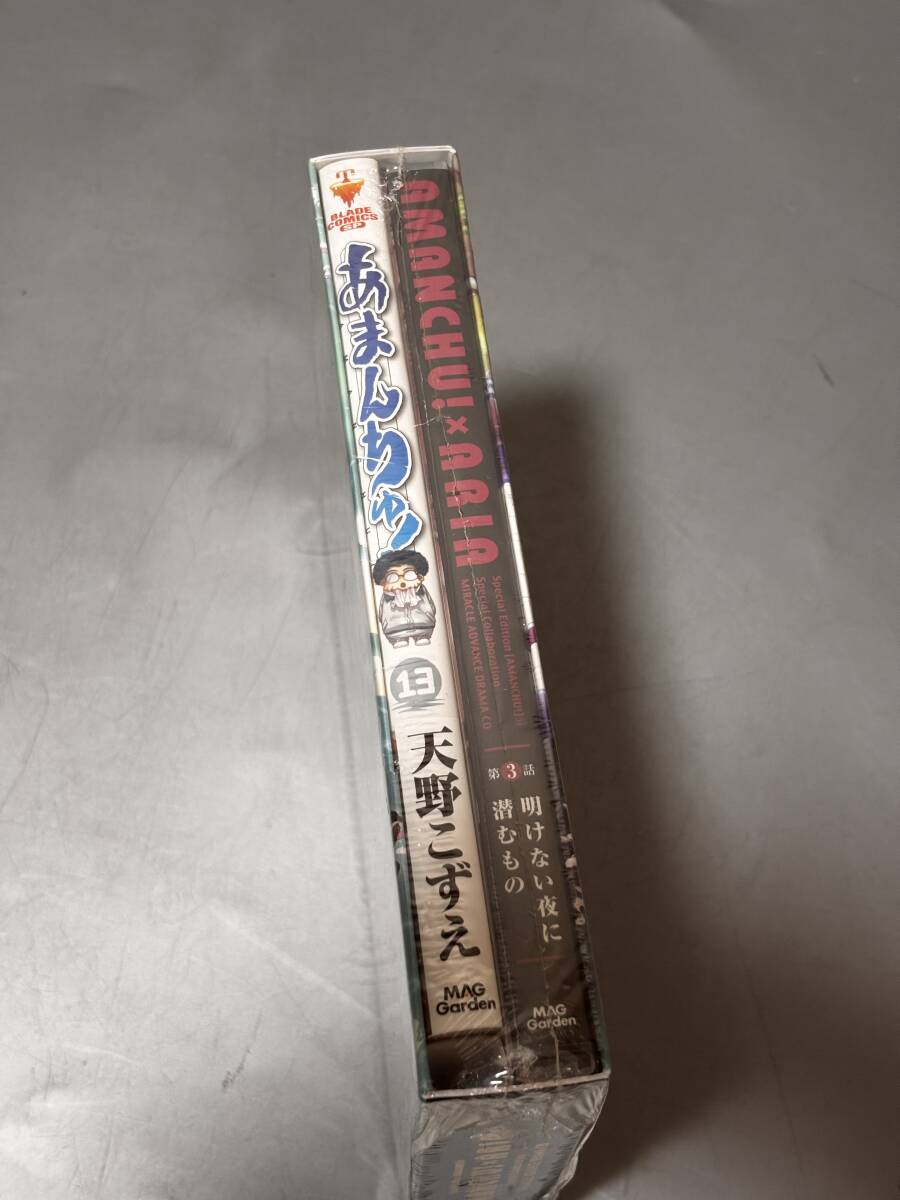 BLADE
COMICS
SP
あまんちゅ!
13
天野こずえ
MAG
Garden
AMANCHU! × ARIA
Special Edition [AMANCHU!]
Special Collaboration
MIRACLE ADVANCE DRAMA CD
第3話
明けない夜に
潜むもの
MAG
Garden